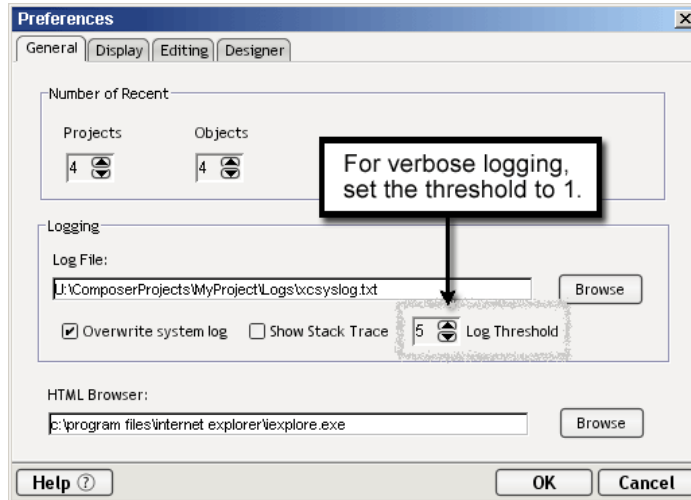 Preferences
General Display Editing Designer
Number of Recent
Projects Objects
4 4
For verbose logging,
set the threshold to 1.
Logging
Log File:
U:\ComposerProjects\MyProject\Logs\xcsyslog.txt Browse
Overwrite system log Show Stack Trace 5 Log Threshold
HTML Browser:
c:\program files\internet explorer\iexplore.exe Browse
Help ? OK Cancel